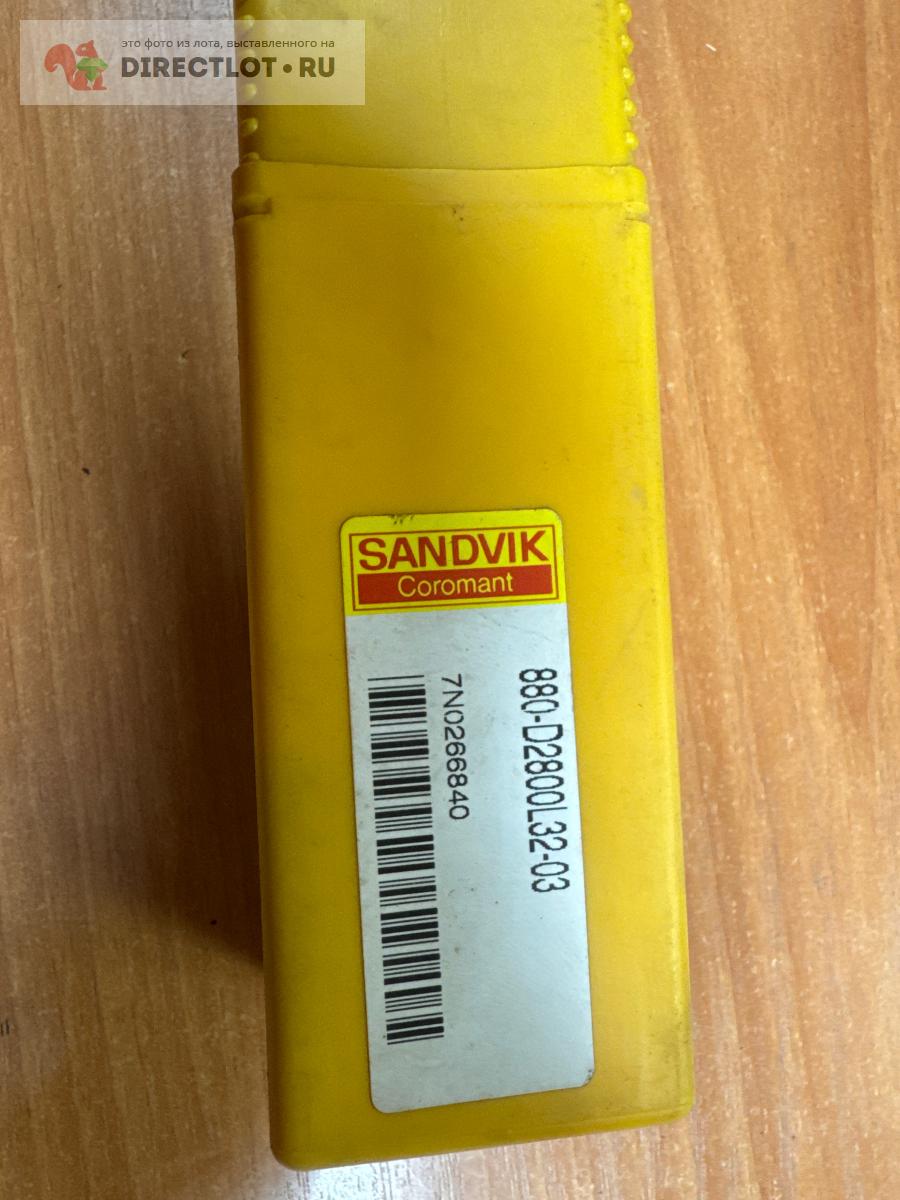 это фото из лота, выставленного на
DIRECTLOT•RU
SANDVIK
Coromant
880-D2800L32-03
7N0266840